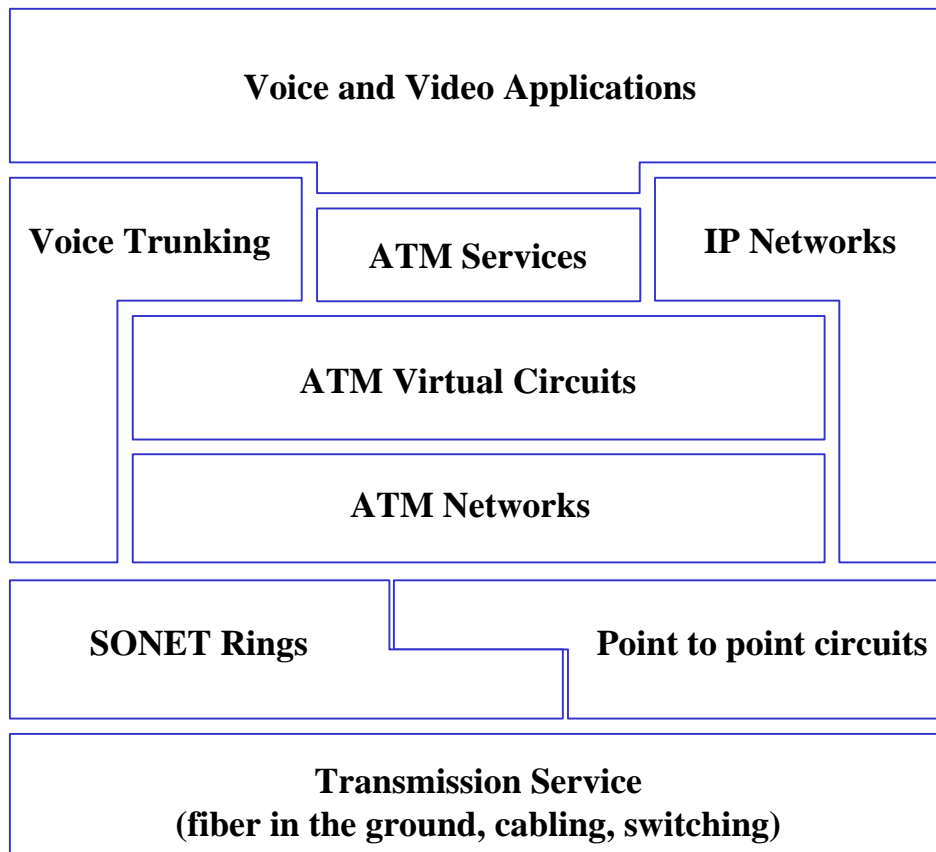 Voice and Video Applications
Voice Trunking
ATM Services
IP Networks
ATM Virtual Circuits
ATM Networks
SONET Rings
Point to point circuits
Transmission Service
(fiber in the ground, cabling, switching)